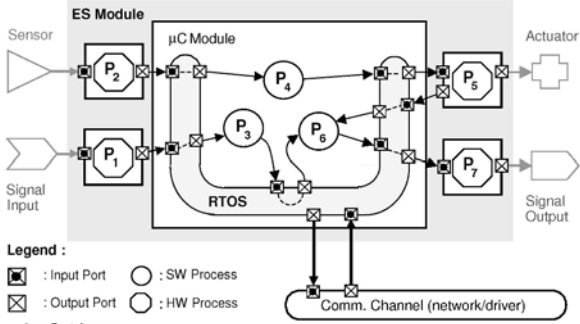 ES Module
Sensor
µC Module
Actuator
P2
P4
P5
P3
P6
P1
P7
Signal
Input
RTOS
Signal
Output
Legend :
: Input Port
: SW Process
: Output Port
: HW Process
Comm. Channel (network/driver)